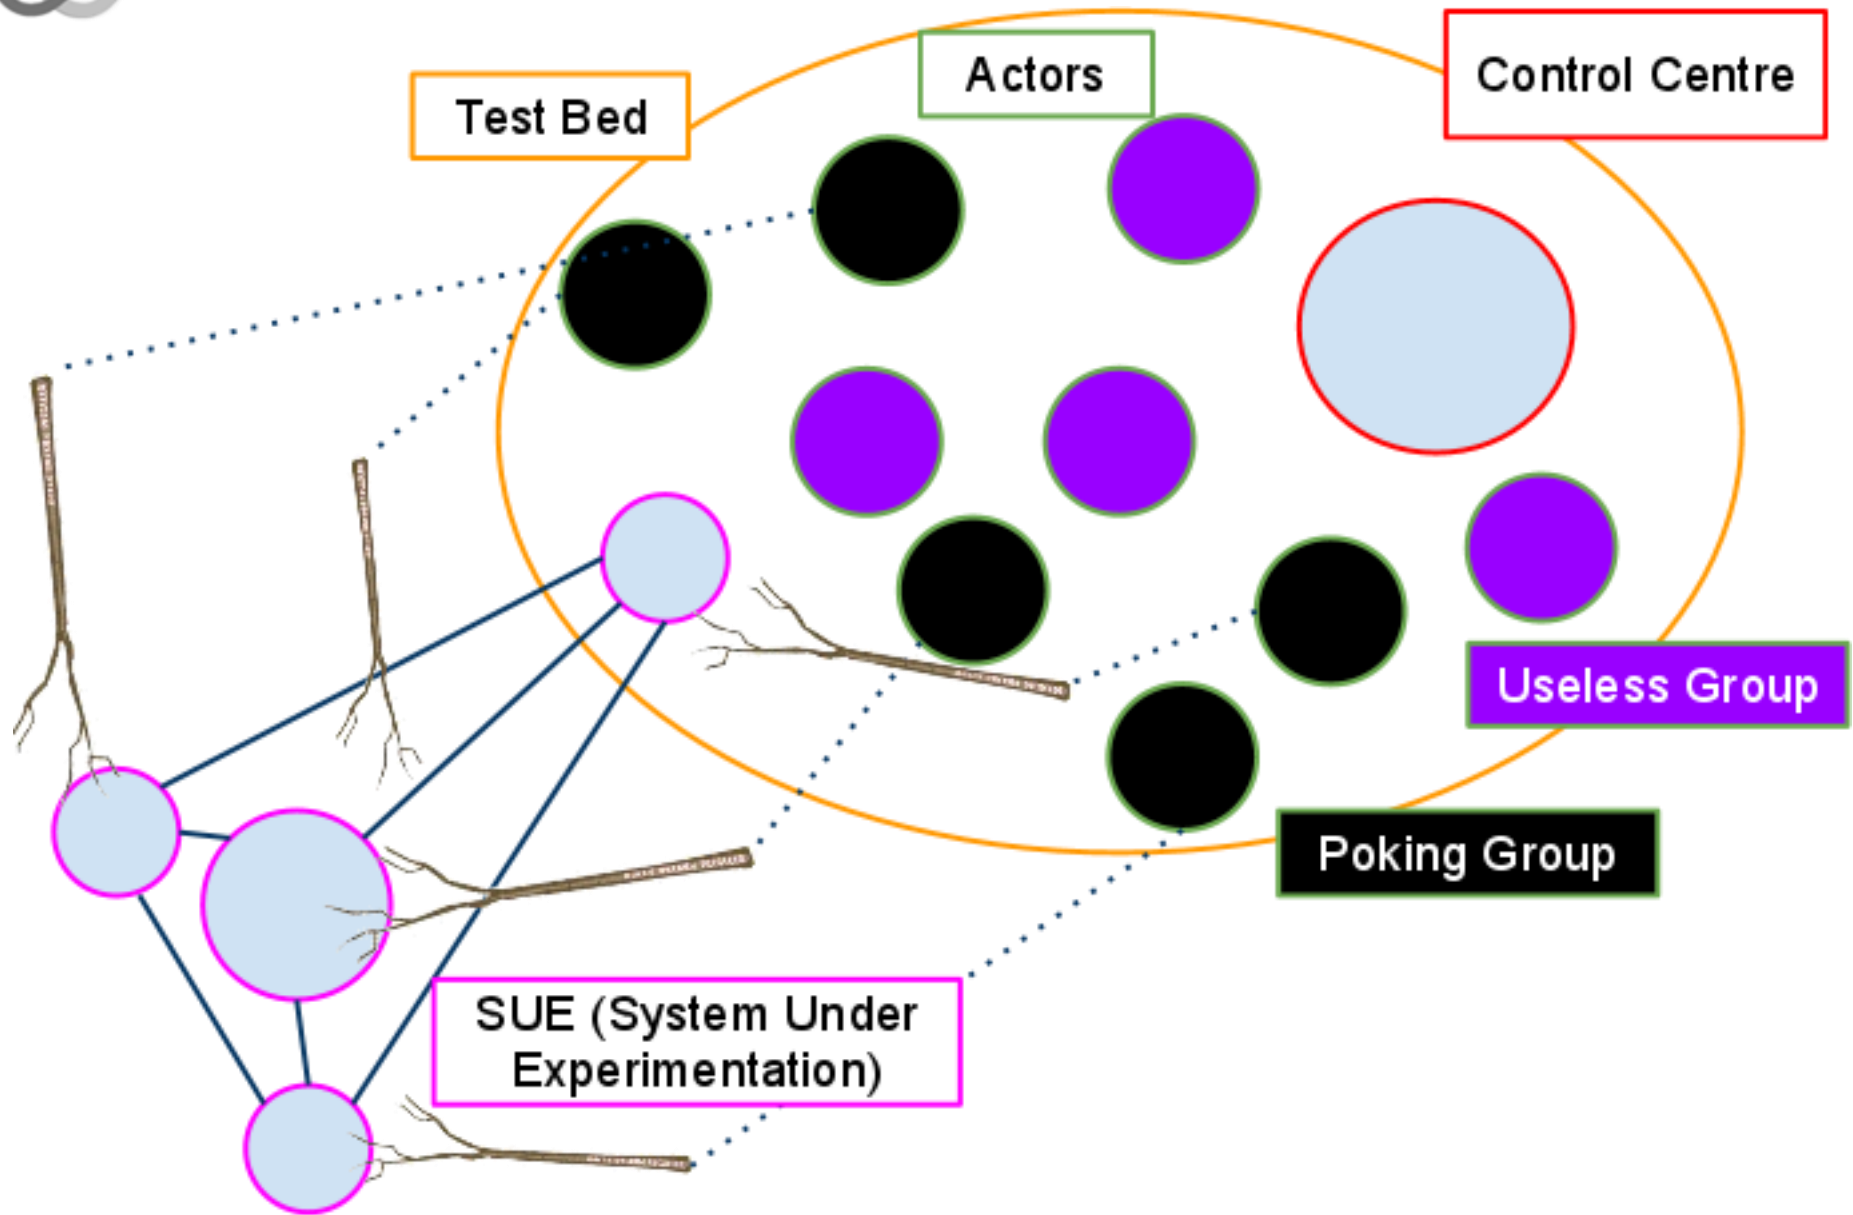 Actors
Control Centre
Test Bed
Useless Group
Poking Group
SUE (System Under
Experimentation)